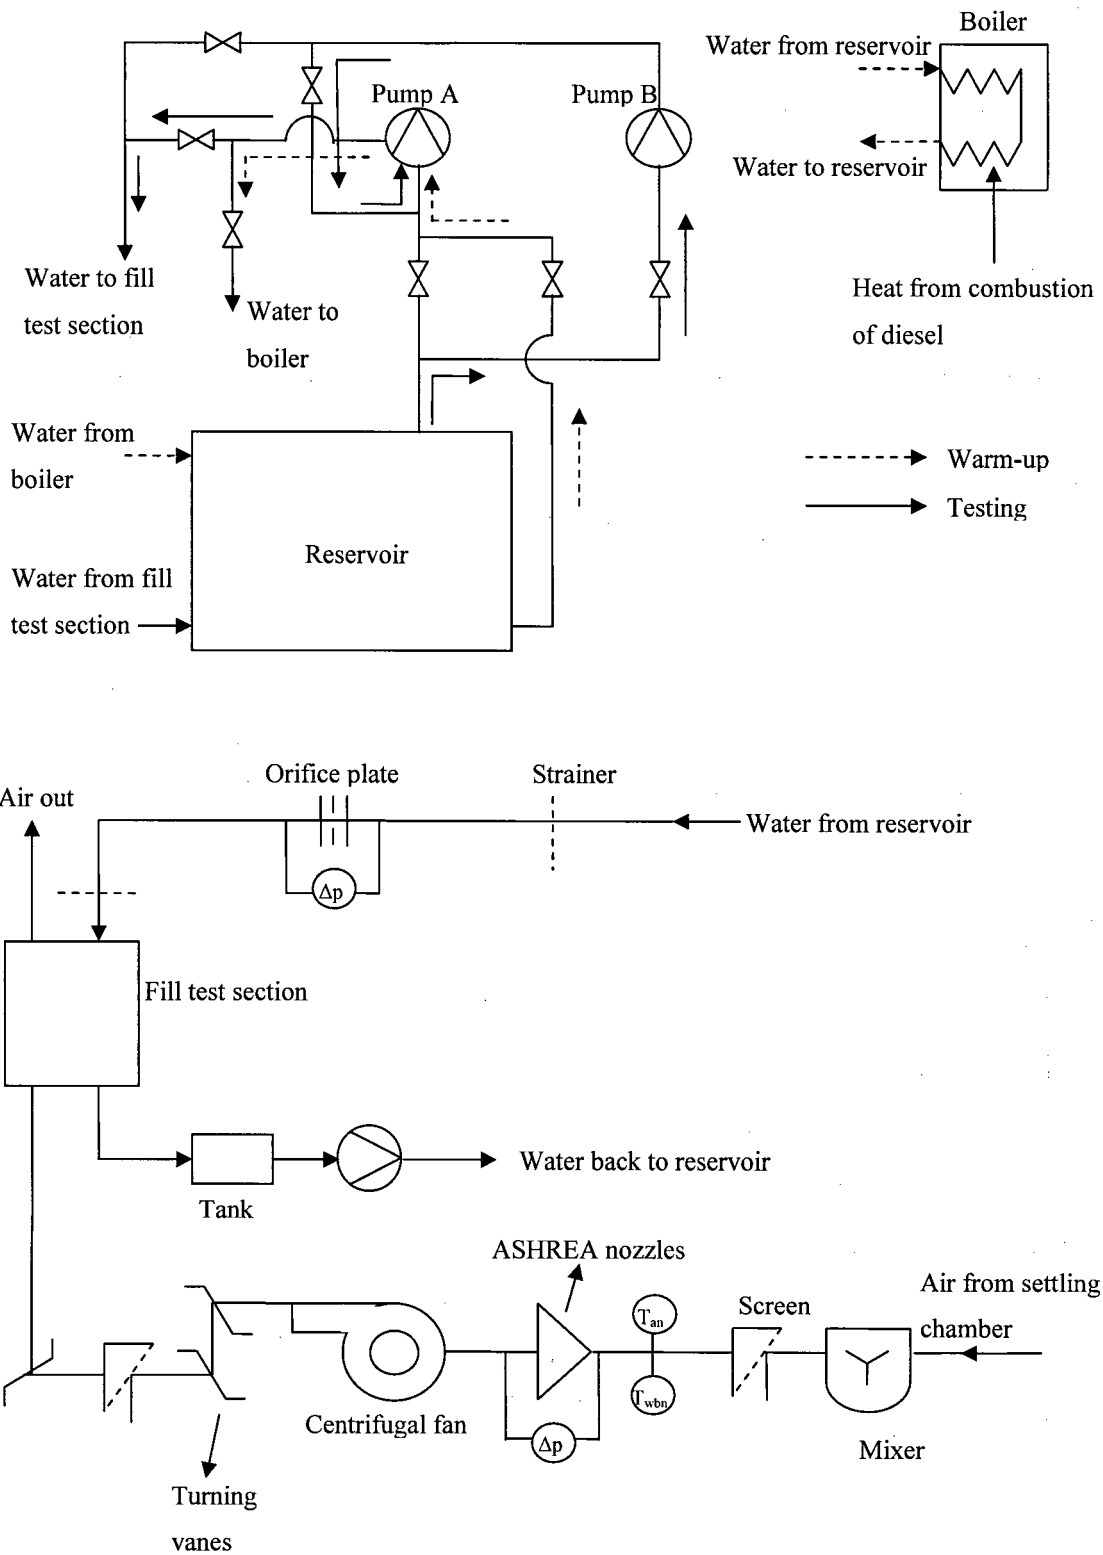 Boiler
Water from reservoir
Pump A
Pump B
Water to reservoir
Water to fill
test section
Water to
boiler
Heat from combustion
of diesel
Water from
boiler
Warm-up
Testing
Reservoir
Water from fill
test section
Orifice plate
Strainer
Air out
Water from reservoir
Δp
Fill test section
Water back to reservoir
Tank
ASHREA nozzles
Air from settling
chamber
Screen
Tan
Twbn
Centrifugal fan
Δp
Mixer
Turning
vanes